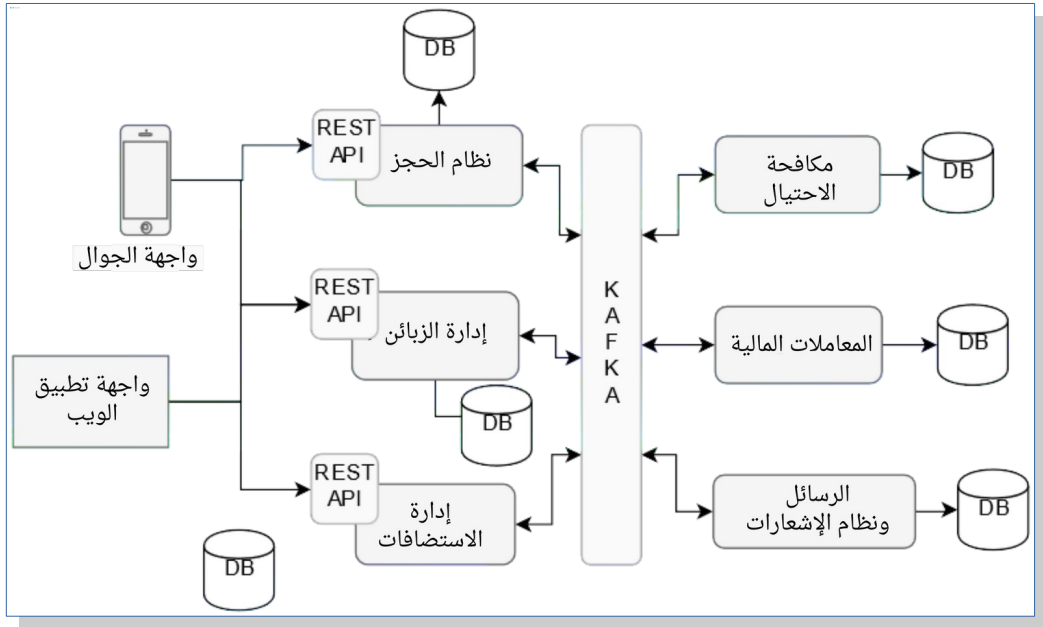 DB
REST
API
نظام الحجز
مكافحة
الاحتيال
DB
واجهة الجوال
REST
API
إدارة الزبائن
K
A
F
K
A
المعاملات المالية
DB
واجهة تطبيق
الويب
DB
REST
API
إدارة
الاستضافات
الرسائل
ونظام الإشعارات
DB
DB